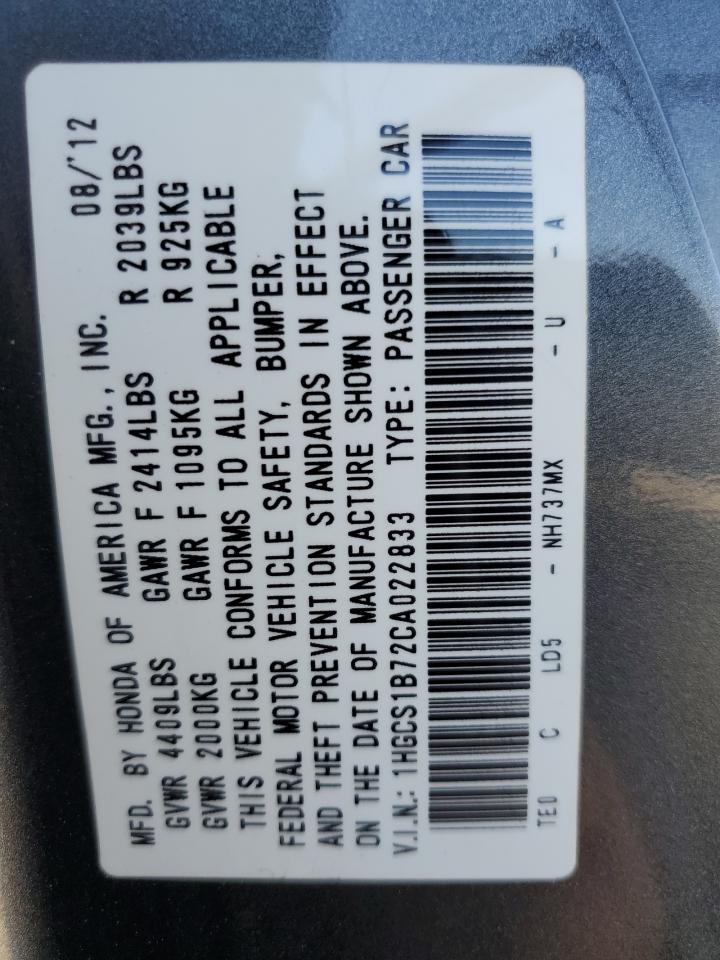 MFD. BY HONDA OF AMERICA MFG., INC. 08/'12
GVWR 4409LBS GAWR F 2414LBS R 2039LBS
GVWR 2000KG GAWR F 1095KG R 925KG
THIS VEHICLE CONFORMS TO ALL APPLICABLE
FEDERAL MOTOR VEHICLE SAFETY, BUMPER,
AND THEFT PREVENTION STANDARDS IN EFFECT
ON THE DATE OF MANUFACTURE SHOWN ABOVE.
V.I.N.: 1HGCS1B72CA022833 TYPE: PASSENGER CAR
TE0 C LD5 - NH737MX - U - A